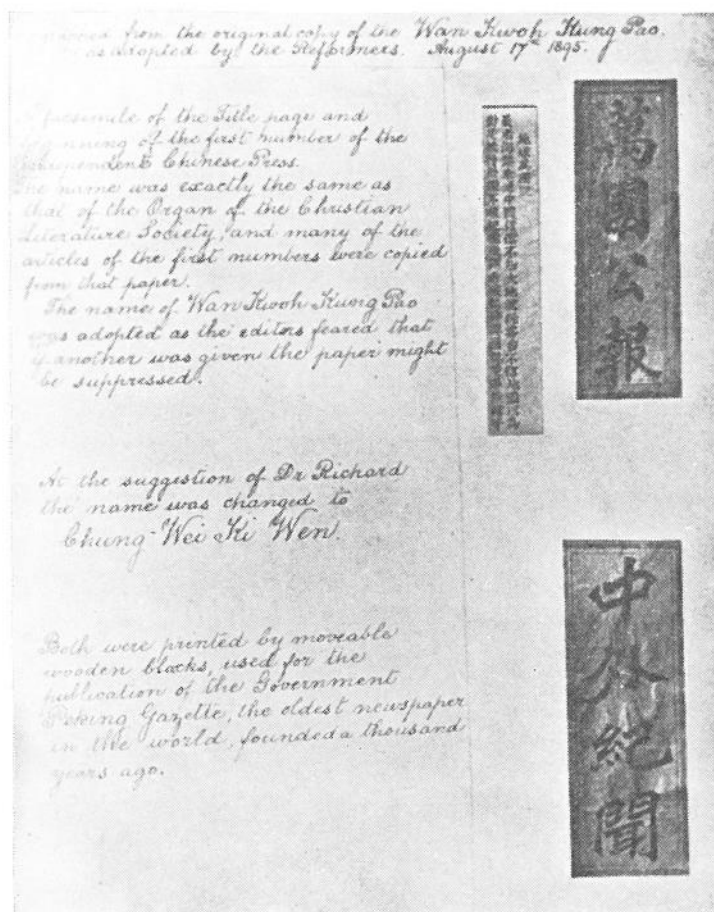 from the original copy of the Wan Kwoh Kung Pao.
as adopted by the Reformers. August 17th 1895.
A facsimile of the Title page and
beginning of the first number of the
Independent Chinese Press.
The name was exactly the same as
that of the Organ of the Christian
Literature Society, and many of the
articles of the first numbers were copied
from that paper.
The name of Wan Kwoh Kung Pao
was adopted as the editors feared that
if another was given the paper might
be suppressed.
萬國公報
At the suggestion of Dr Richard
the name was changed to
Chung-Wei Ki Wen.
Both were printed by moveable
wooden blocks, used for the
publication of the Government
Peking Gazette, the oldest newspaper
in the world, founded a thousand
years ago.
中外紀聞